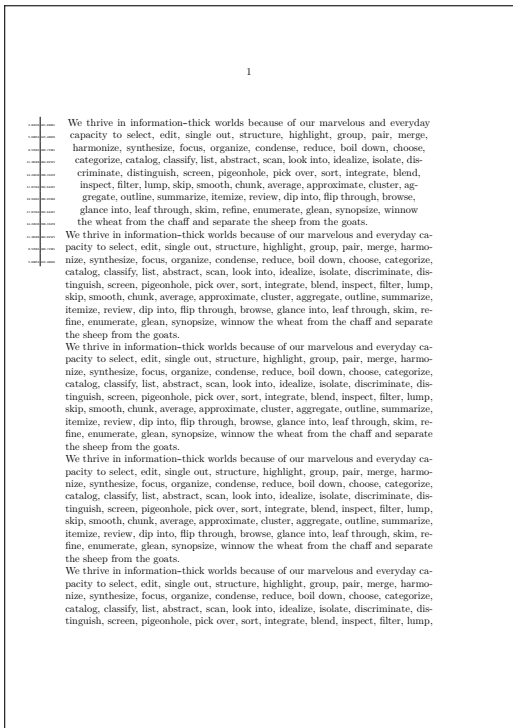 1
We thrive in information–thick worlds because of our marvelous and everyday
capacity to select, edit, single out, structure, highlight, group, pair, merge,
harmonize, synthesize, focus, organize, condense, reduce, boil down, choose,
categorize, catalog, classify, list, abstract, scan, look into, idealize, isolate, dis-
criminate, distinguish, screen, pigeonhole, pick over, sort, integrate, blend,
inspect, filter, lump, skip, smooth, chunk, average, approximate, cluster, ag-
gregate, outline, summarize, itemize, review, dip into, flip through, browse,
glance into, leaf through, skim, refine, enumerate, glean, synopsize, winnow
the wheat from the chaff and separate the sheep from the goats.
We thrive in information–thick worlds because of our marvelous and everyday ca-
pacity to select, edit, single out, structure, highlight, group, pair, merge, harmo-
nize, synthesize, focus, organize, condense, reduce, boil down, choose, categorize,
catalog, classify, list, abstract, scan, look into, idealize, isolate, discriminate, dis-
tinguish, screen, pigeonhole, pick over, sort, integrate, blend, inspect, filter, lump,
skip, smooth, chunk, average, approximate, cluster, aggregate, outline, summarize,
itemize, review, dip into, flip through, browse, glance into, leaf through, skim, re-
fine, enumerate, glean, synopsize, winnow the wheat from the chaff and separate
the sheep from the goats.
We thrive in information–thick worlds because of our marvelous and everyday ca-
pacity to select, edit, single out, structure, highlight, group, pair, merge, harmo-
nize, synthesize, focus, organize, condense, reduce, boil down, choose, categorize,
catalog, classify, list, abstract, scan, look into, idealize, isolate, discriminate, dis-
tinguish, screen, pigeonhole, pick over, sort, integrate, blend, inspect, filter, lump,
skip, smooth, chunk, average, approximate, cluster, aggregate, outline, summarize,
itemize, review, dip into, flip through, browse, glance into, leaf through, skim, re-
fine, enumerate, glean, synopsize, winnow the wheat from the chaff and separate
the sheep from the goats.
We thrive in information–thick worlds because of our marvelous and everyday ca-
pacity to select, edit, single out, structure, highlight, group, pair, merge, harmo-
nize, synthesize, focus, organize, condense, reduce, boil down, choose, categorize,
catalog, classify, list, abstract, scan, look into, idealize, isolate, discriminate, dis-
tinguish, screen, pigeonhole, pick over, sort, integrate, blend, inspect, filter, lump,
skip, smooth, chunk, average, approximate, cluster, aggregate, outline, summarize,
itemize, review, dip into, flip through, browse, glance into, leaf through, skim, re-
fine, enumerate, glean, synopsize, winnow the wheat from the chaff and separate
the sheep from the goats.
We thrive in information–thick worlds because of our marvelous and everyday ca-
pacity to select, edit, single out, structure, highlight, group, pair, merge, harmo-
nize, synthesize, focus, organize, condense, reduce, boil down, choose, categorize,
catalog, classify, list, abstract, scan, look into, idealize, isolate, discriminate, dis-
tinguish, screen, pigeonhole, pick over, sort, integrate, blend, inspect, filter, lump,